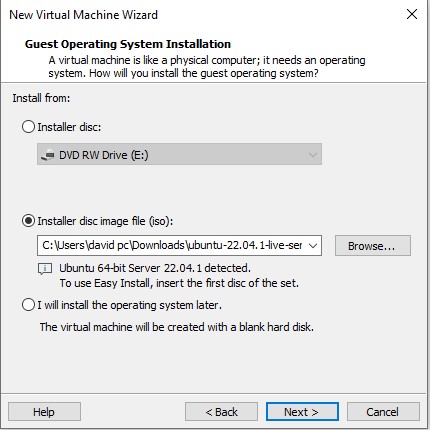 New Virtual Machine Wizard
Guest Operating System Installation
A virtual machine is like a physical computer; it needs an operating
system. How will you install the guest operating system?
Install from:
Installer disc:
DVD RW Drive (E:)
Installer disc image file (iso):
C:\Users\david pc\Downloads\ubuntu-22.04.1-live-ser
Browse...
Ubuntu 64-bit Server 22.04.1 detected.
To use Easy Install, insert the first disc of the set.
I will install the operating system later.
The virtual machine will be created with a blank hard disk.
Help
< Back
Next >
Cancel